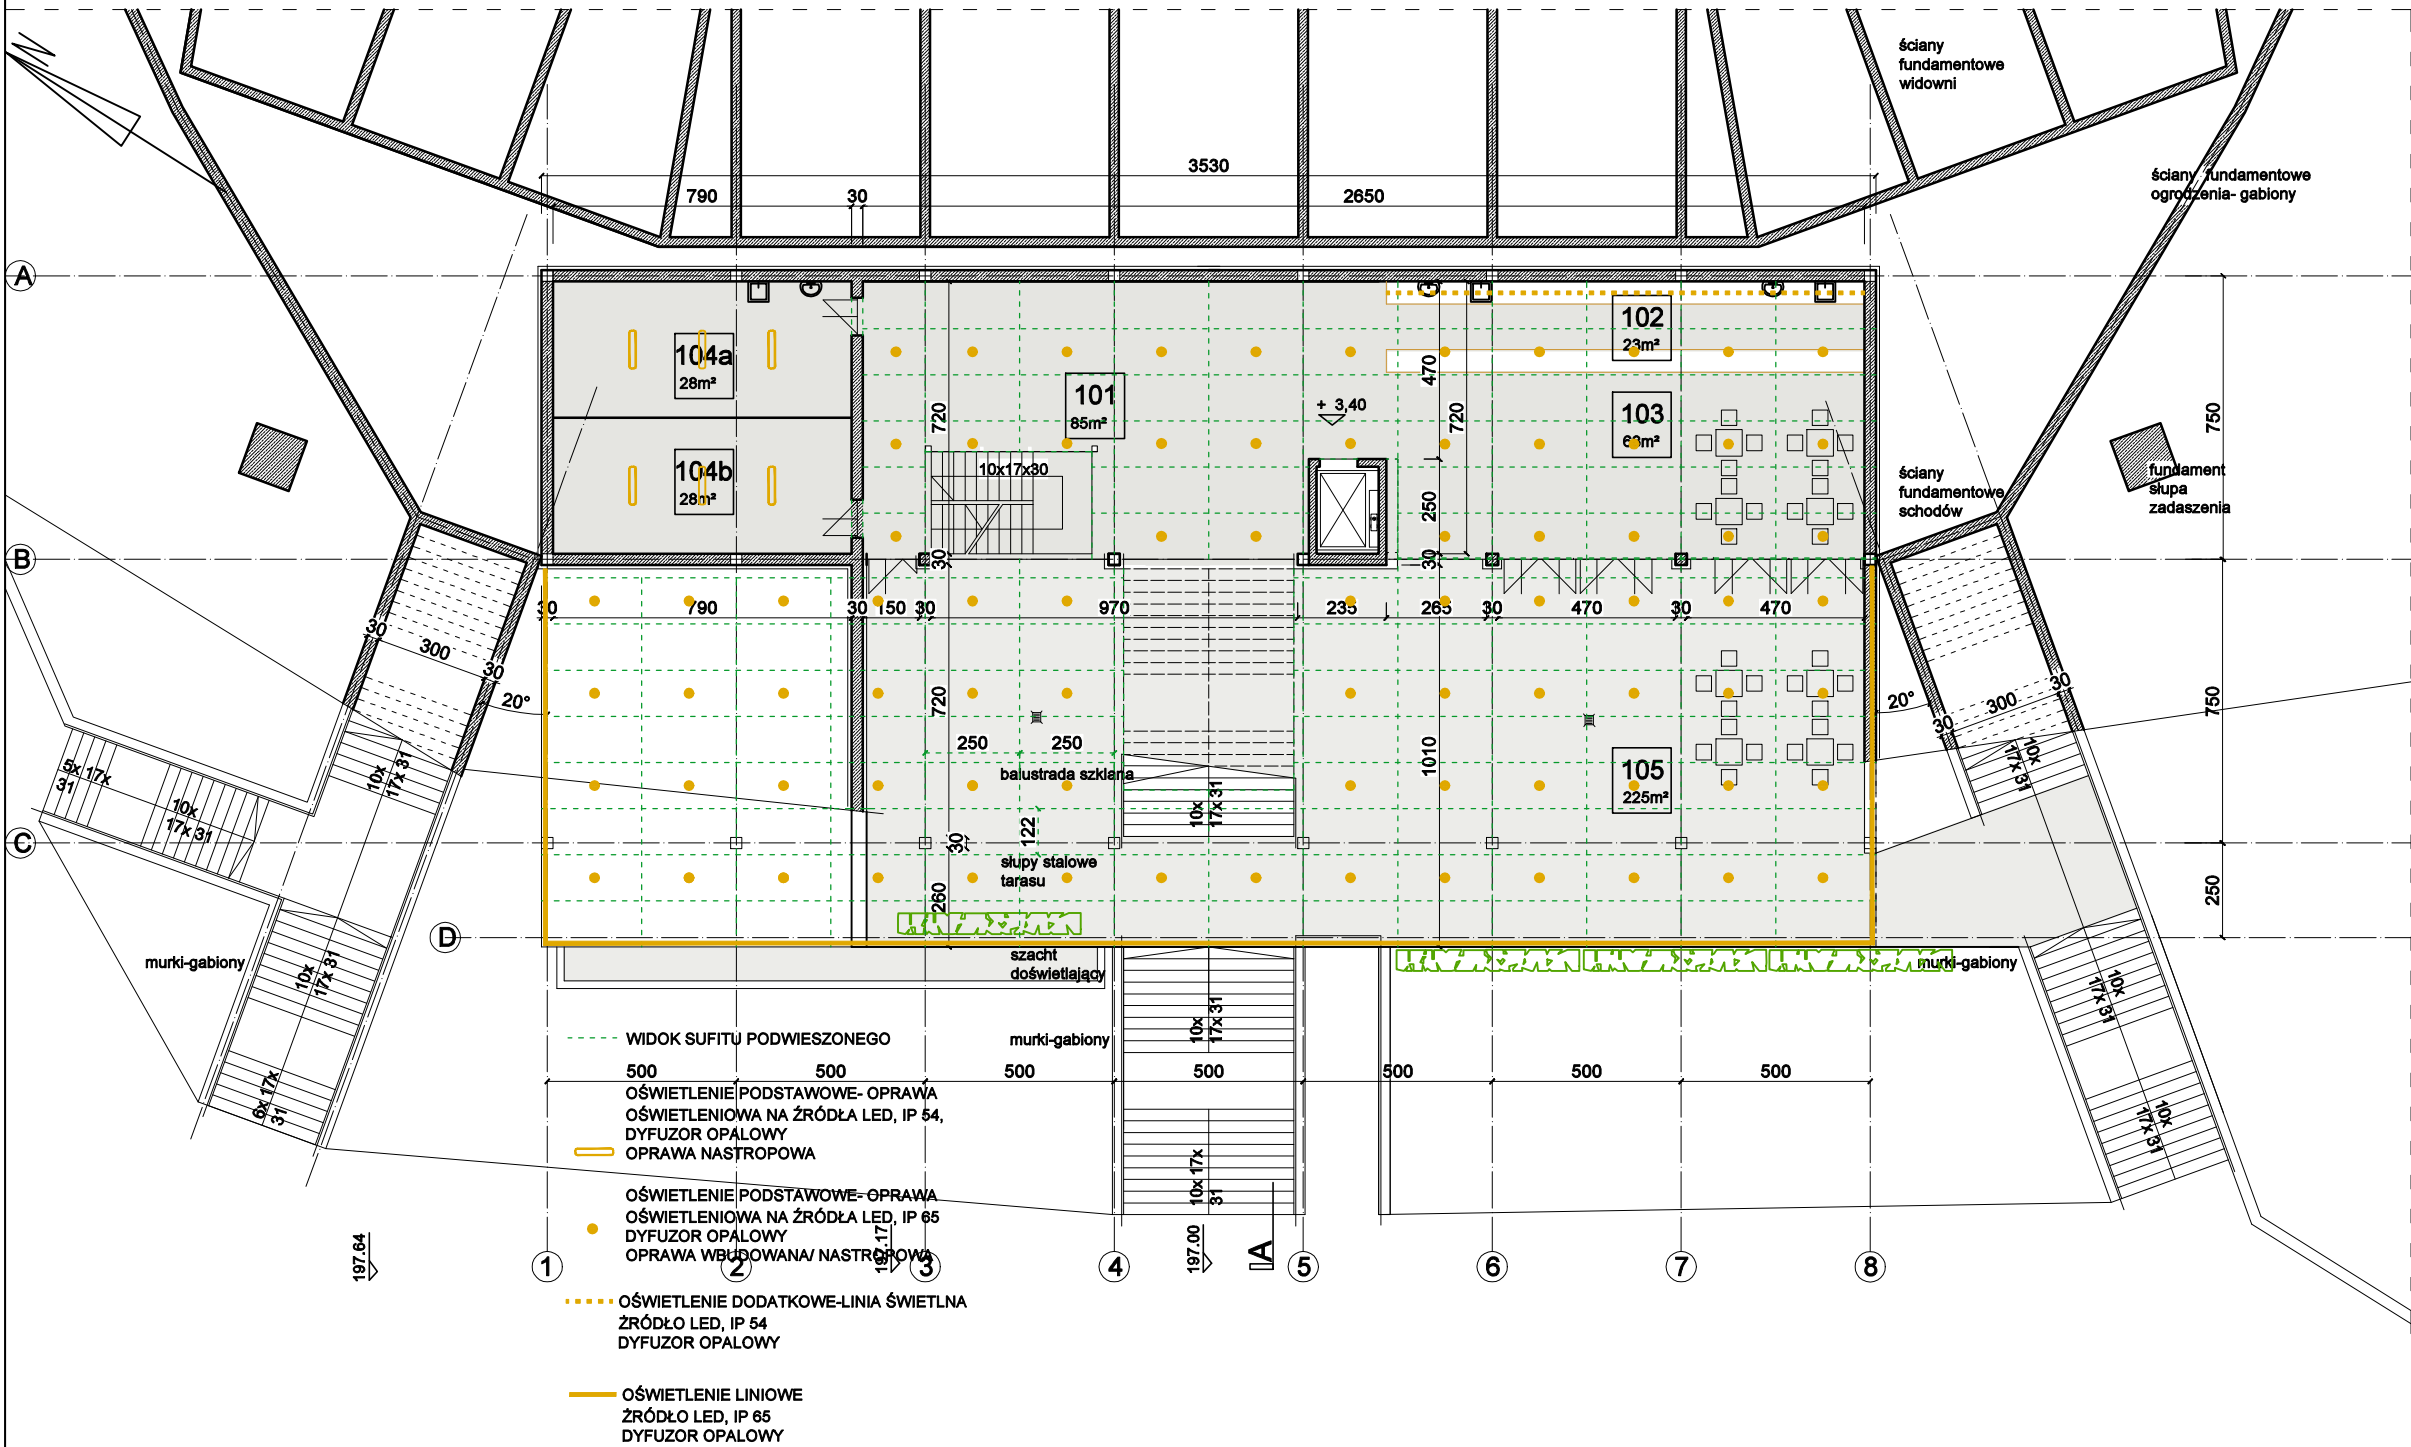 N
ściany
fundamentowe
widowni
3530
ściany fundamentowe
ogrodzenia- gabiony
790
30
2650
A
102
23m²
104a
28m²
101
85m²
+ 3,40
470
720
720
103
63m²
750
104b
28m²
10x17x30
250
ściany
fundamentowe
schodów
fundament
słupa
zadaszenia
B
30
30
30
790
30
150
30
970
235
265
30
470
30
470
30
300
30
20°
720
250
250
balustrada szklana
1010
105
225m²
20°
30
300
30
750
5x 17x
31
10x
17x 31
10x
17x 31
10x
17x 31
10x
17x 31
C
30
122
słupy stalowe
tarasu
260
250
D
murki-gabiony
10x
17x 31
szacht
doświetlający
murki-gabiony
10x
17x 31
10x
17x 31
WIDOK SUFITU PODWIESZONEGO
murki-gabiony
500
500
500
500
500
500
500
6x 17x
31
OŚWIETLENIE PODSTAWOWE- OPRAWA
OŚWIETLENIOWA NA ŹRÓDŁA LED, IP 54,
DYFUZOR OPALOWY
OPRAWA NASTROPOWA
10x
17x 31
10x 17x
31
OŚWIETLENIE PODSTAWOWE- OPRAWA
OŚWIETLENIOWA NA ŹRÓDŁA LED, IP 65
DYFUZOR OPALOWY
OPRAWA WBUDOWANA/ NASTROPOWA
197.64
197.17
197.00
A
1
2
3
4
5
6
7
8
OŚWIETLENIE DODATKOWE-LINIA ŚWIETLNA
ŹRÓDŁO LED, IP 54
DYFUZOR OPALOWY
OŚWIETLENIE LINIOWE
ŹRÓDŁO LED, IP 65
DYFUZOR OPALOWY